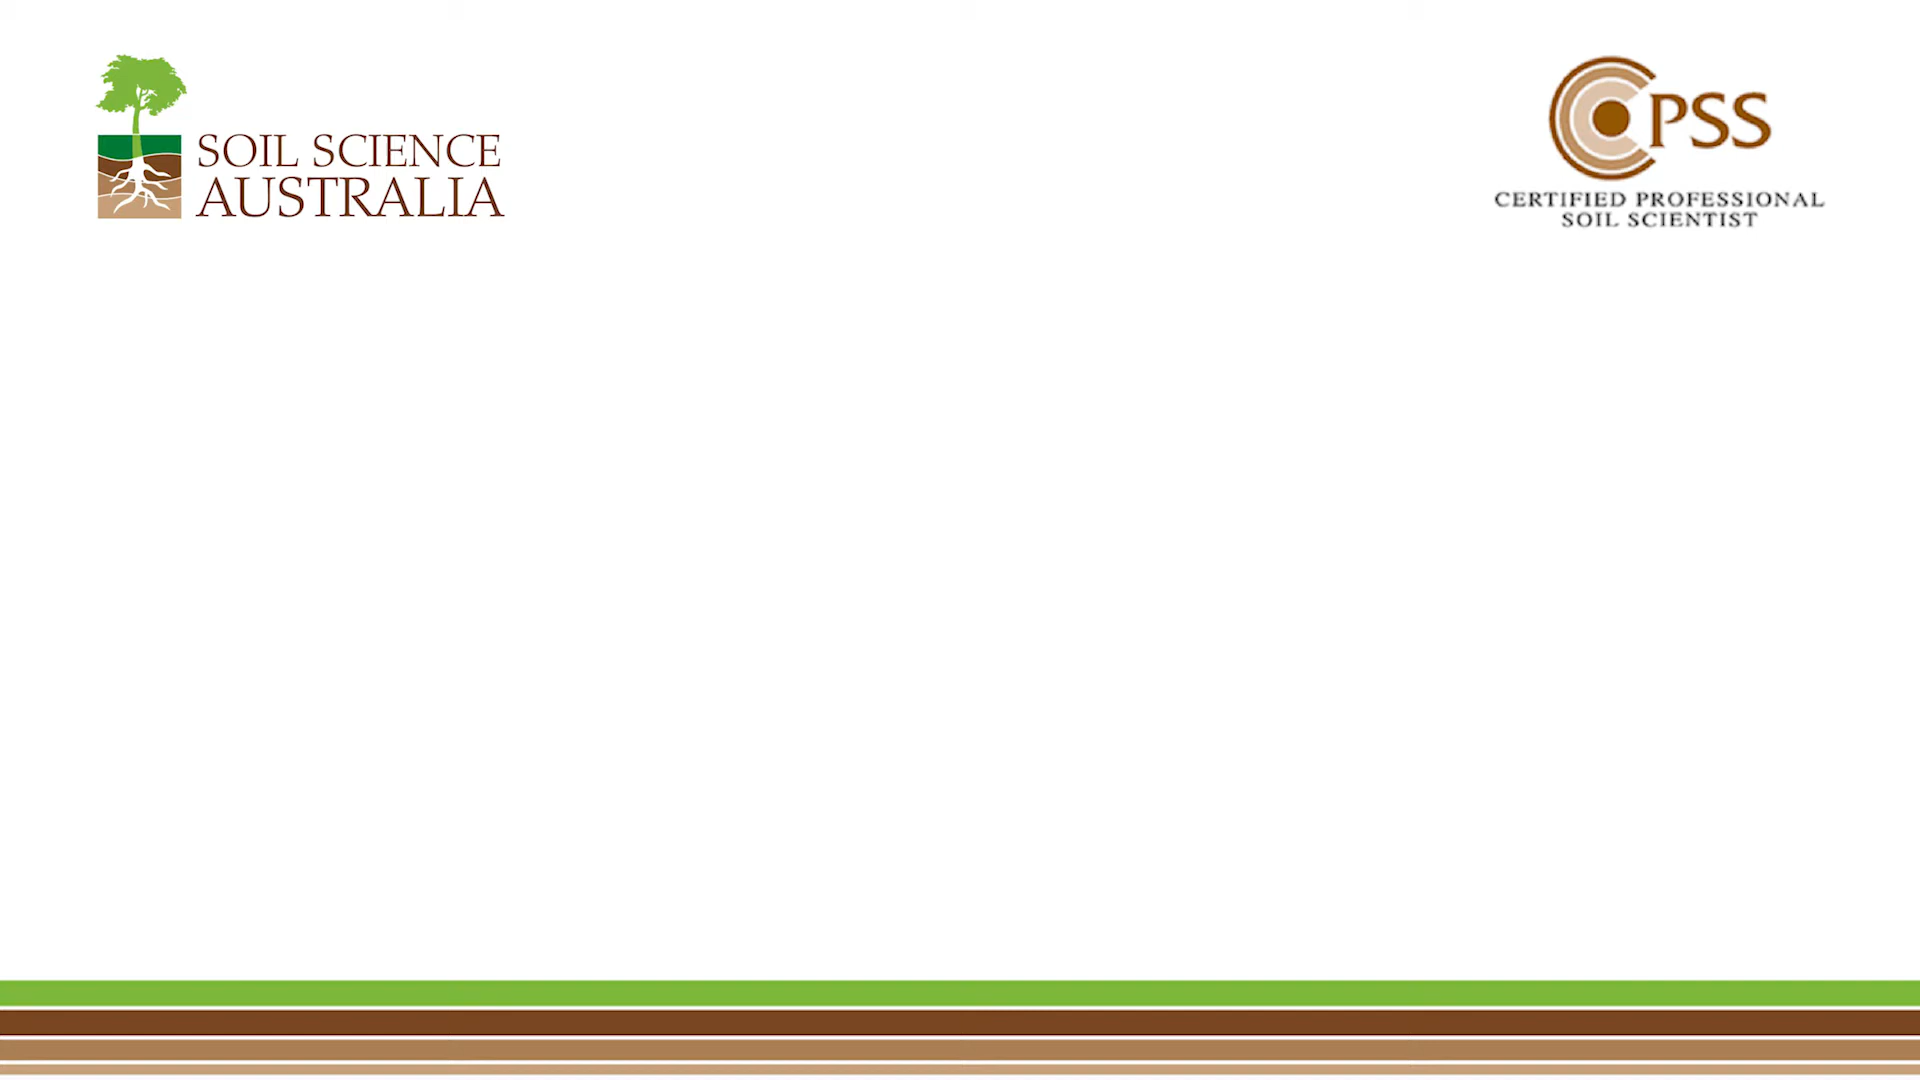 SOIL SCIENCE
AUSTRALIA
CPSS
CERTIFIED PROFESSIONAL
SOIL SCIENTIST